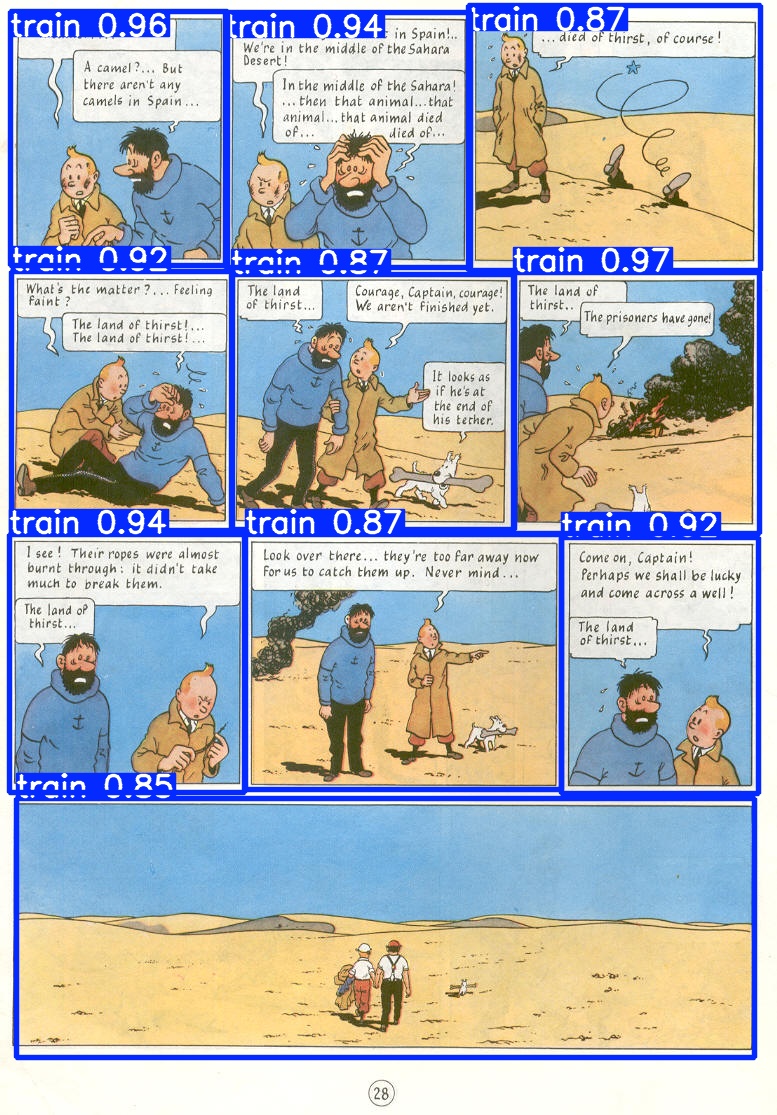 train 0.96
A camel?... But
there aren't any
camels in Spain...
train 0.94
t in Spain!..
We're in the middle of the Sahara
Desert!
In the middle of the Sahara!
...then that animal...that
animal...that animal died
of... died of...
train 0.87
... died of thirst, of course!
train 0.92
What's the matter?... Feeling
faint?
The land of thirst!...
The land of thirst!...
train 0.87
The land
of thirst...
Courage, Captain, courage!
We aren't finished yet.
It looks as
if he's at
the end of
his tether.
train 0.97
The land of
thirst..
The prisoners have gone!
train 0.94
I see! Their ropes were almost
burnt through: it didn't take
much to break them.
The land of
thirst...
train 0.87
Look over there... they're too far away now
for us to catch them up. Never mind...
train 0.92
Come on, Captain!
Perhaps we shall be lucky
and come across a well!
The land
of thirst...
train 0.85
28